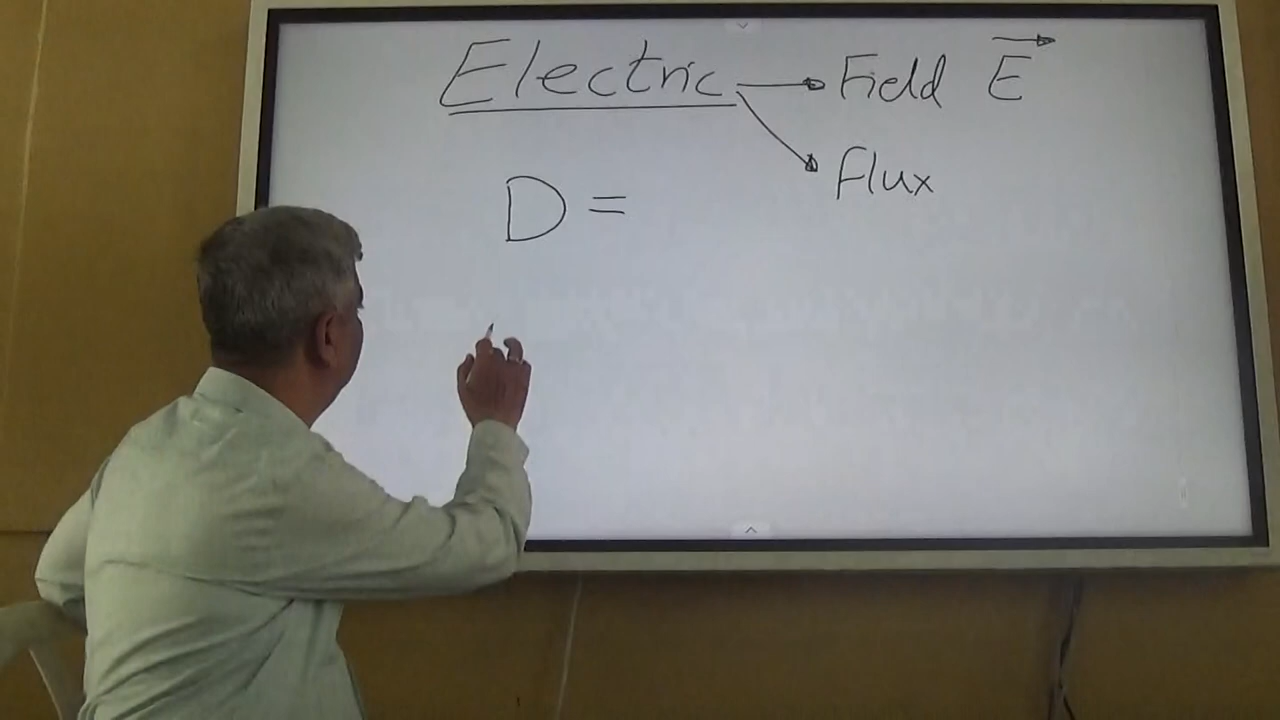 Electric → Field E⃗
Flux
D =